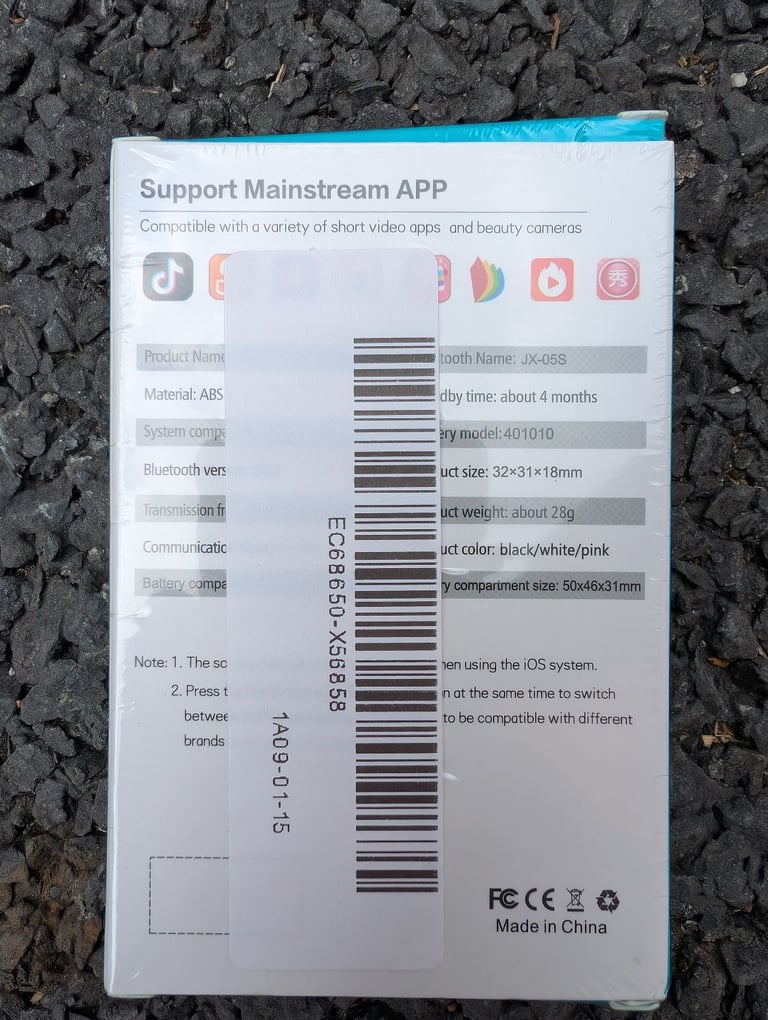 Support Mainstream APP
Compatible with a variety of short video apps and beauty cameras
秀
Product Name tooth Name: JX-05S
Material: ABS dby time: about 4 months
System compa ery model:401010
Bluetooth vers uct size: 32×31×18mm
Transmission fr uct weight: about 28g
Communicatio uct color: black/white/pink
Battery compa y compartment size: 50x46x31mm
EC68650-X56858
1A09-01-15
Note: 1. The sc hen using the iOS system.
2. Press t n at the same time to switch
betwee to be compatible with different
brands
FC CE
Made in China